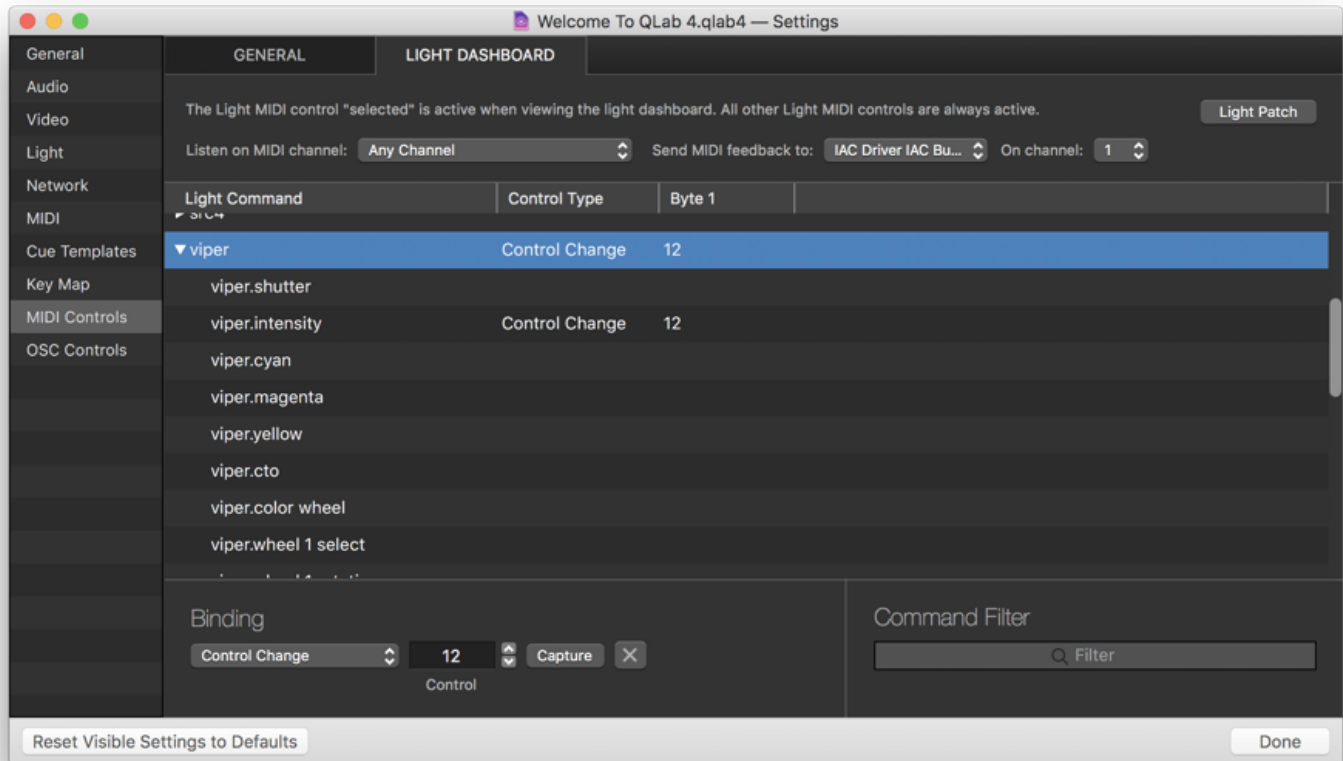 Welcome To QLab 4.qlab4 — Settings
General
Audio
Video
Light
Network
MIDI
Cue Templates
Key Map
MIDI Controls
OSC Controls
GENERAL LIGHT DASHBOARD
The Light MIDI control "selected" is active when viewing the light dashboard. All other Light MIDI controls are always active. Light Patch
Listen on MIDI channel: Any Channel Send MIDI feedback to: IAC Driver IAC Bu... On channel: 1
Light Command Control Type Byte 1
src4
viper Control Change 12
viper.shutter
viper.intensity Control Change 12
viper.cyan
viper.magenta
viper.yellow
viper.cto
viper.color wheel
viper.wheel 1 select
Binding
Control Change 12 Capture
Control
Command Filter
Filter
Reset Visible Settings to Defaults Done